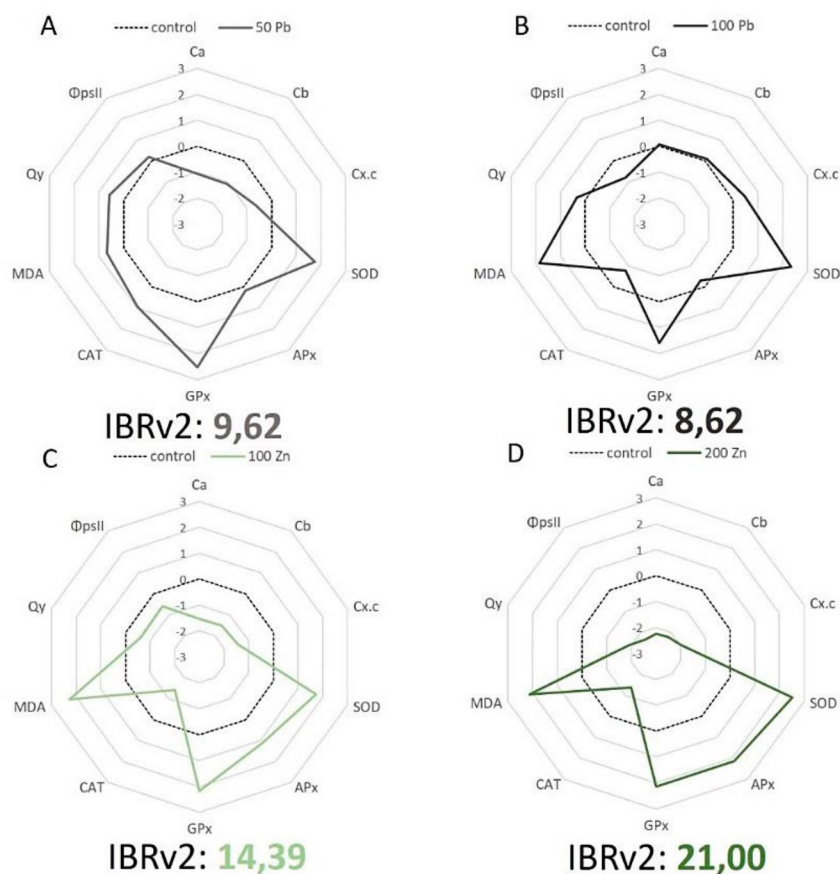 A
control 50 Pb
Ca
Cb
Cx.c
SOD
APx
GPx
CAT
MDA
Qy
ΦpsII
3
2
1
0
-1
-2
-3
IBRv2: 9,62
B
control 100 Pb
Ca
Cb
Cx.c
SOD
APx
GPx
CAT
MDA
Qy
ΦpsII
3
2
1
0
-1
-2
-3
IBRv2: 8,62
C
control 100 Zn
Ca
Cb
Cx.c
SOD
APx
GPx
CAT
MDA
Qy
ΦpsII
3
2
1
0
-1
-2
-3
IBRv2: 14,39
D
control 200 Zn
Ca
Cb
Cx.c
SOD
APx
GPx
CAT
MDA
Qy
ΦpsII
3
2
1
0
-1
-2
-3
IBRv2: 21,00